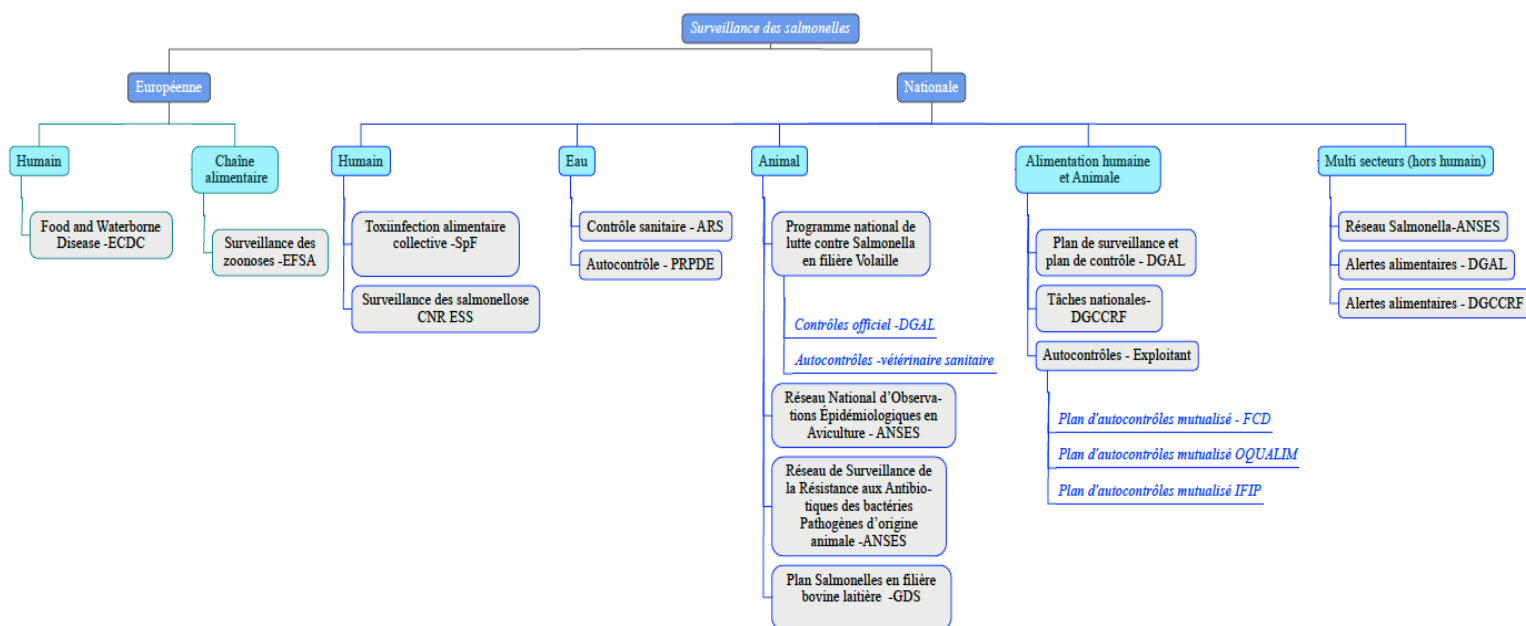 Surveillance des salmonelles
Européenne
Nationale
Humain
Chaîne
alimentaire
Humain
Eau
Animal
Alimentation humaine
et Animale
Multi secteurs (hors humain)
Food and Waterborne
Disease -ECDC
Surveillance des
zoonoses -EFSA
Toxiinfection alimentaire
collective -SpF
Surveillance des salmonellose
CNR ESS
Contrôle sanitaire - ARS
Autocontrôle - PRPDE
Programme national de
lutte contre Salmonella
en filière Volaille
Contrôles officiel -DGAL
Autocontrôles -vétérinaire sanitaire
Réseau National d’Observa-
tions Épidémiologiques en
Aviculture - ANSES
Réseau de Surveillance de
la Résistance aux Antibio-
tiques des bactéries
Pathogènes d’origine
animale -ANSES
Plan Salmonelles en filière
bovine laitière -GDS
Plan de surveillance et
plan de contrôle - DGAL
Tâches nationales-
DGCCRF
Autocontrôles - Exploitant
Plan d'autocontrôles mutualisé - FCD
Plan d'autocontrôles mutualisé OQUALIM
Plan d'autocontrôles mutualisé IFIP
Réseau Salmonella-ANSES
Alertes alimentaires - DGAL
Alertes alimentaires - DGCCRF